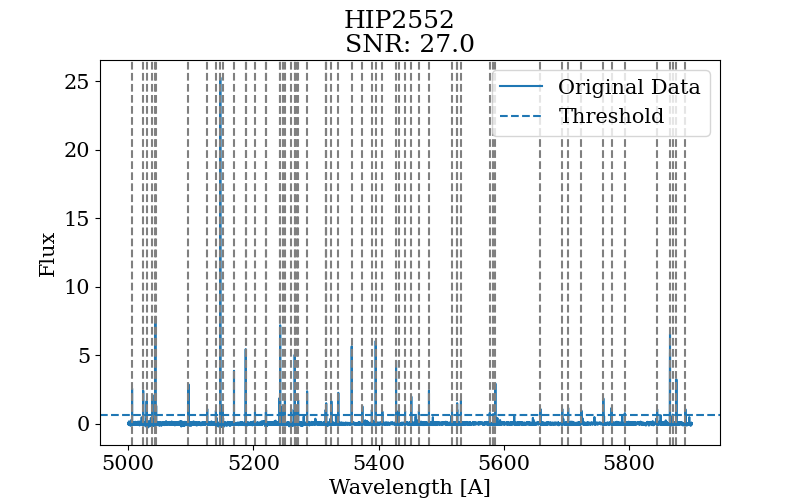 HIP2552
SNR: 27.0
Original Data
Threshold
Flux
25
20
15
10
5
0
5000 5200 5400 5600 5800
Wavelength [A]